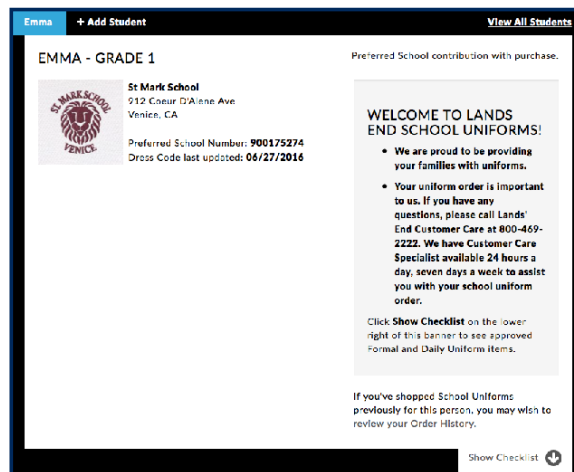 Emma
+ Add Student
View All Students
EMMA - GRADE 1
ST MARK SCHOOL
VENICE
St Mark School
912 Coeur D'Alene Ave
Venice, CA
Preferred School Number: 900175274
Dress Code last updated: 06/27/2016
Preferred School contribution with purchase.
WELCOME TO LANDS
END SCHOOL UNIFORMS!
• We are proud to be providing
your families with uniforms.
• Your uniform order is important
to us. If you have any
questions, please call Lands'
End Customer Care at 800-469-
2222. We have Customer Care
Specialist available 24 hours a
day, seven days a week to assist
you with your school uniform
order.
Click Show Checklist on the lower
right of this banner to see approved
Formal and Daily Uniform items.
If you've shopped School Uniforms
previously for this person, you may wish to
review your Order History.
Show Checklist